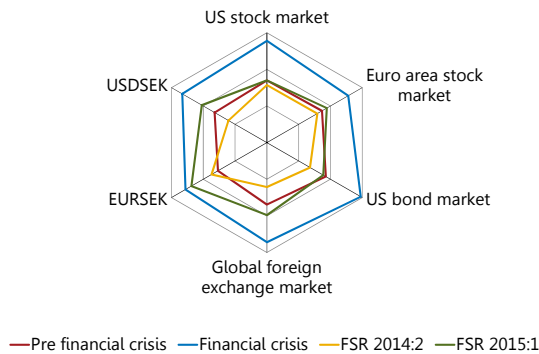 US stock market
Euro area stock
market
USDSEK
EURSEK
US bond market
Global foreign
exchange market
Pre financial crisis
Financial crisis
FSR 2014:2
FSR 2015:1